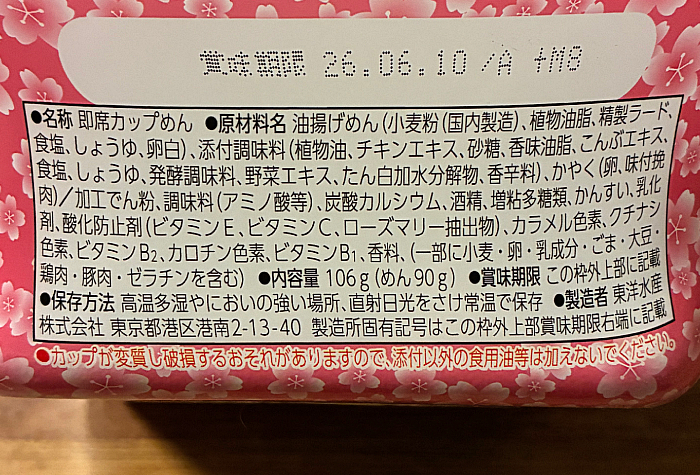 賞味期限 26.06.10/A +M8
●名称 即席カップめん ●原材料名 油揚げめん(小麦粉(国内製造)、植物油脂、精製ラード、
食塩、しょうゆ、卵白)、添付調味料(植物油、チキンエキス、砂糖、香味油脂、こんぶエキス、
食塩、しょうゆ、発酵調味料、野菜エキス、たん白加水分解物、香辛料)、かやく(卵、味付挽
肉)/加工でん粉、調味料(アミノ酸等)、炭酸カルシウム、酒精、増粘多糖類、かんすい、乳化
剤、酸化防止剤(ビタミンE、ビタミンC、ローズマリー抽出物)、カラメル色素、クチナシ
色素、ビタミンB2、カロチン色素、ビタミンB1、香料、(一部に小麦・卵・乳成分・ごま・大豆・
鶏肉・豚肉・ゼラチンを含む) ●内容量 106g(めん90g) ●賞味期限 この枠外上部に記載
●保存方法 高温多湿やにおいの強い場所、直射日光をさけ常温で保存 ●製造者 東洋水産
株式会社 東京都港区港南2-13-40 製造所固有記号はこの枠外上部賞味期限右端に記載
●カップが変質し破損するおそれがありますので、添付以外の食用油等は加えないでください。